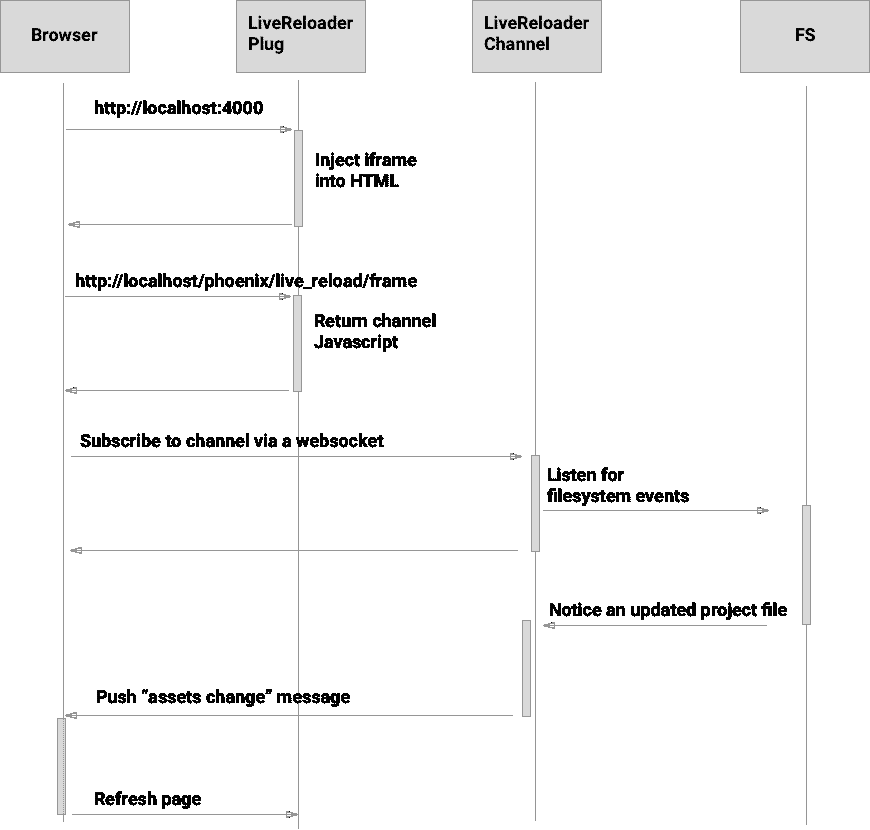 Browser
LiveReloader
Plug
LiveReloader
Channel
FS
http://localhost:4000
Inject iframe
into HTML
http://localhost/phoenix/live_reload/frame
Return channel
Javascript
Subscribe to channel via a websocket
Listen for
filesystem events
Notice an updated project file
Push “assets change” message
Refresh page